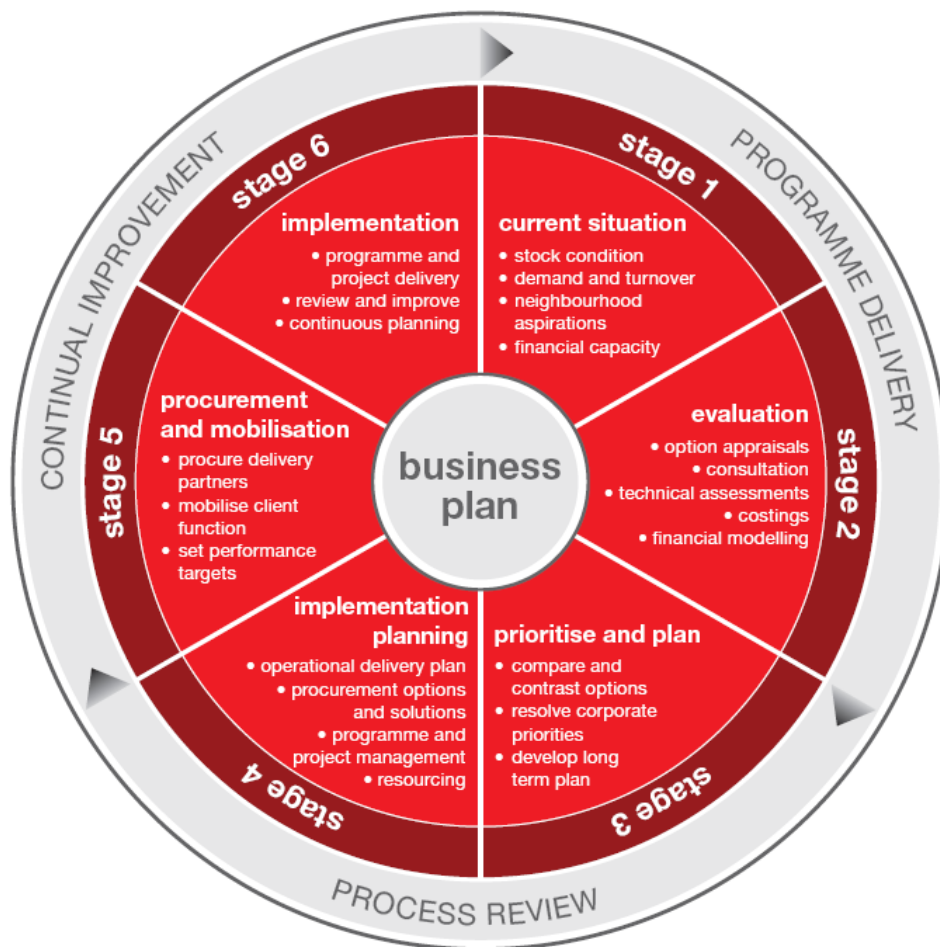 CONTINUAL IMPROVEMENT
PROGRAMME DELIVERY
PROCESS REVIEW
business
plan
stage 1
current situation
• stock condition
• demand and turnover
• neighbourhood
aspirations
• financial capacity
stage 2
evaluation
• option appraisals
• consultation
• technical assessments
• costings
• financial modelling
stage 3
prioritise and plan
• compare and
contrast options
• resolve corporate
priorities
• develop long
term plan
stage 4
implementation
planning
• operational delivery plan
• procurement options
and solutions
• programme and
project management
• resourcing
stage 5
procurement
and mobilisation
• procure delivery
partners
• mobilise client
function
• set performance
targets
stage 6
implementation
• programme and
project delivery
• review and improve
• continuous planning